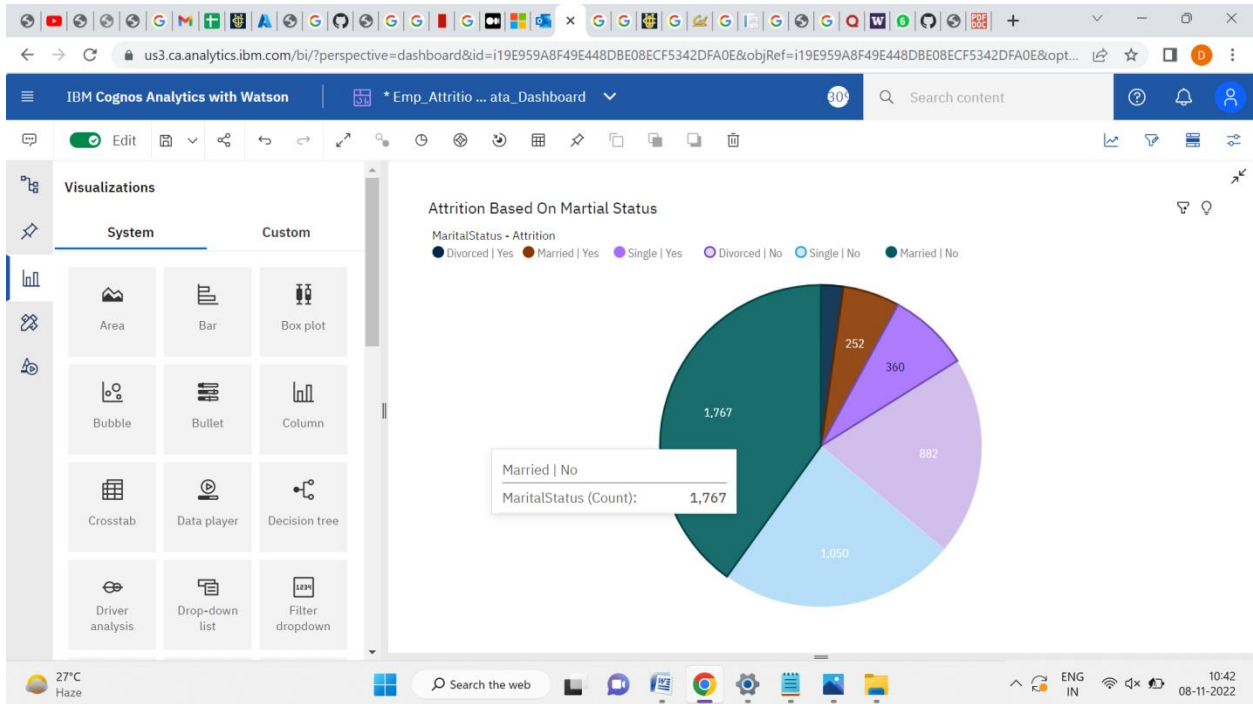 us3.ca.analytics.ibm.com/bi/?perspective=dashboard&id=i19E959A8F49E448DBE08ECF5342DFA0E&objRef=i19E959A8F49E448DBE08ECF5342DFA0E&opt...
IBM Cognos Analytics with Watson
* Emp_Attritio ... ata_Dashboard
Search content
Edit
Visualizations
System
Custom
Area
Bar
Box plot
Bubble
Bullet
Column
Crosstab
Data player
Decision tree
Driver
analysis
Drop-down
list
Filter
dropdown
Attrition Based On Martial Status
MaritalStatus - Attrition
Divorced | Yes Married | Yes Single | Yes Divorced | No Single | No Married | No
252
360
1,767
882
1,050
Married | No
MaritalStatus (Count): 1,767
27°C
Haze
Search the web
ENG
IN
10:42
08-11-2022